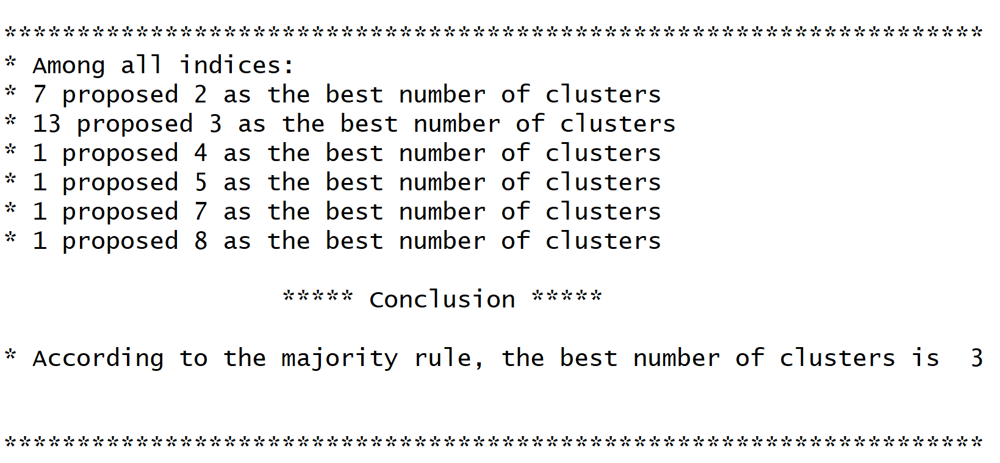 *******************************************************************
* Among all indices:
* 7 proposed 2 as the best number of clusters
* 13 proposed 3 as the best number of clusters
* 1 proposed 4 as the best number of clusters
* 1 proposed 5 as the best number of clusters
* 1 proposed 7 as the best number of clusters
* 1 proposed 8 as the best number of clusters
***** Conclusion *****
* According to the majority rule, the best number of clusters is  3
*******************************************************************